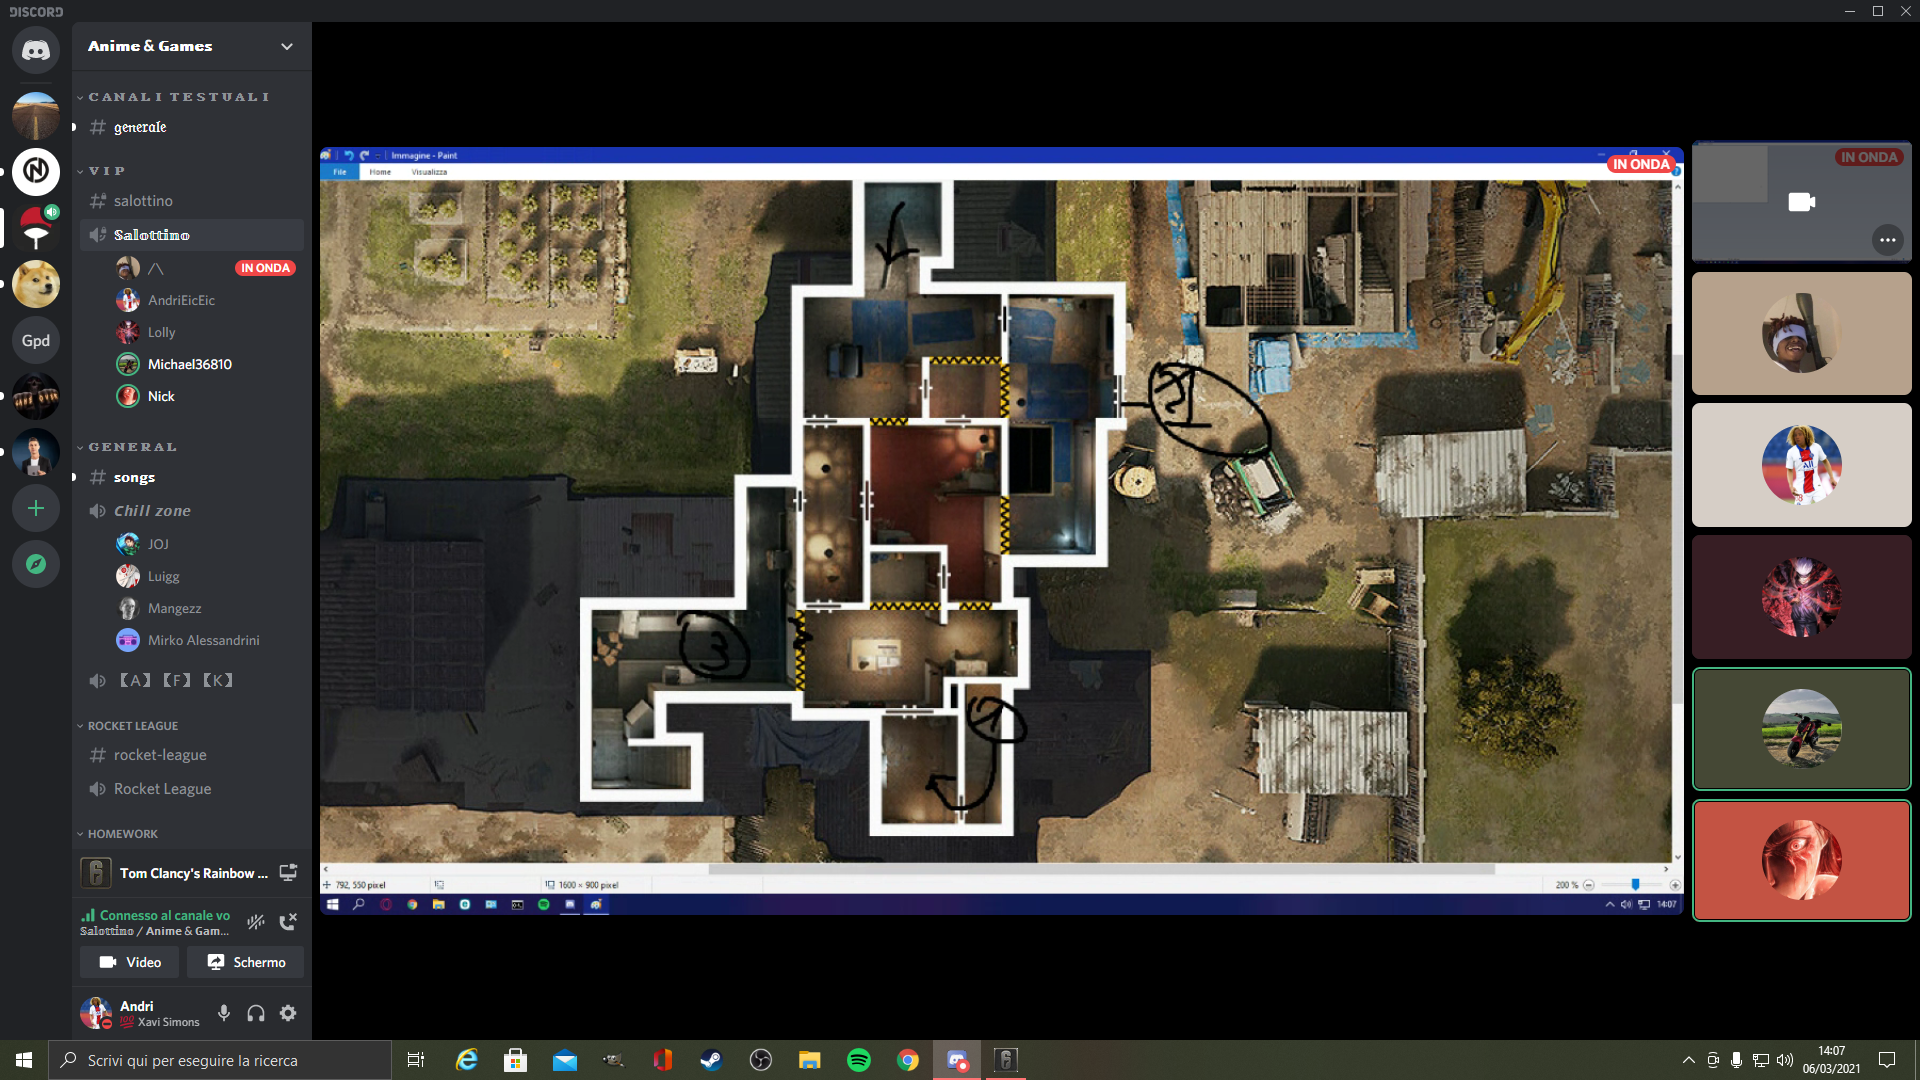 DISCORD
Anime & Games
CANALI TESTUALI
generale
VIP
salottino
Salottino
/\ IN ONDA
AndriEicEic
Lolly
Michael36810
Nick
Gpd
GENERAL
songs
Chill zone
JOJ
Luigg
Mangezz
Mirko Alessandrini
【A】【F】【K】
ROCKET LEAGUE
rocket-league
Rocket League
HOMEWORK
Tom Clancy's Rainbow ...
Connesso al canale vo
Salottino / Anime & Gam...
Video Schermo
Andri
💯 Xavi Simons
Immagine - Paint
File Home Visualizza
IN ONDA
3
792, 550 pixel 1600 × 900 pixel 200 %
14:07
IN ONDA
Scrivi qui per eseguire la ricerca
14:07
06/03/2021